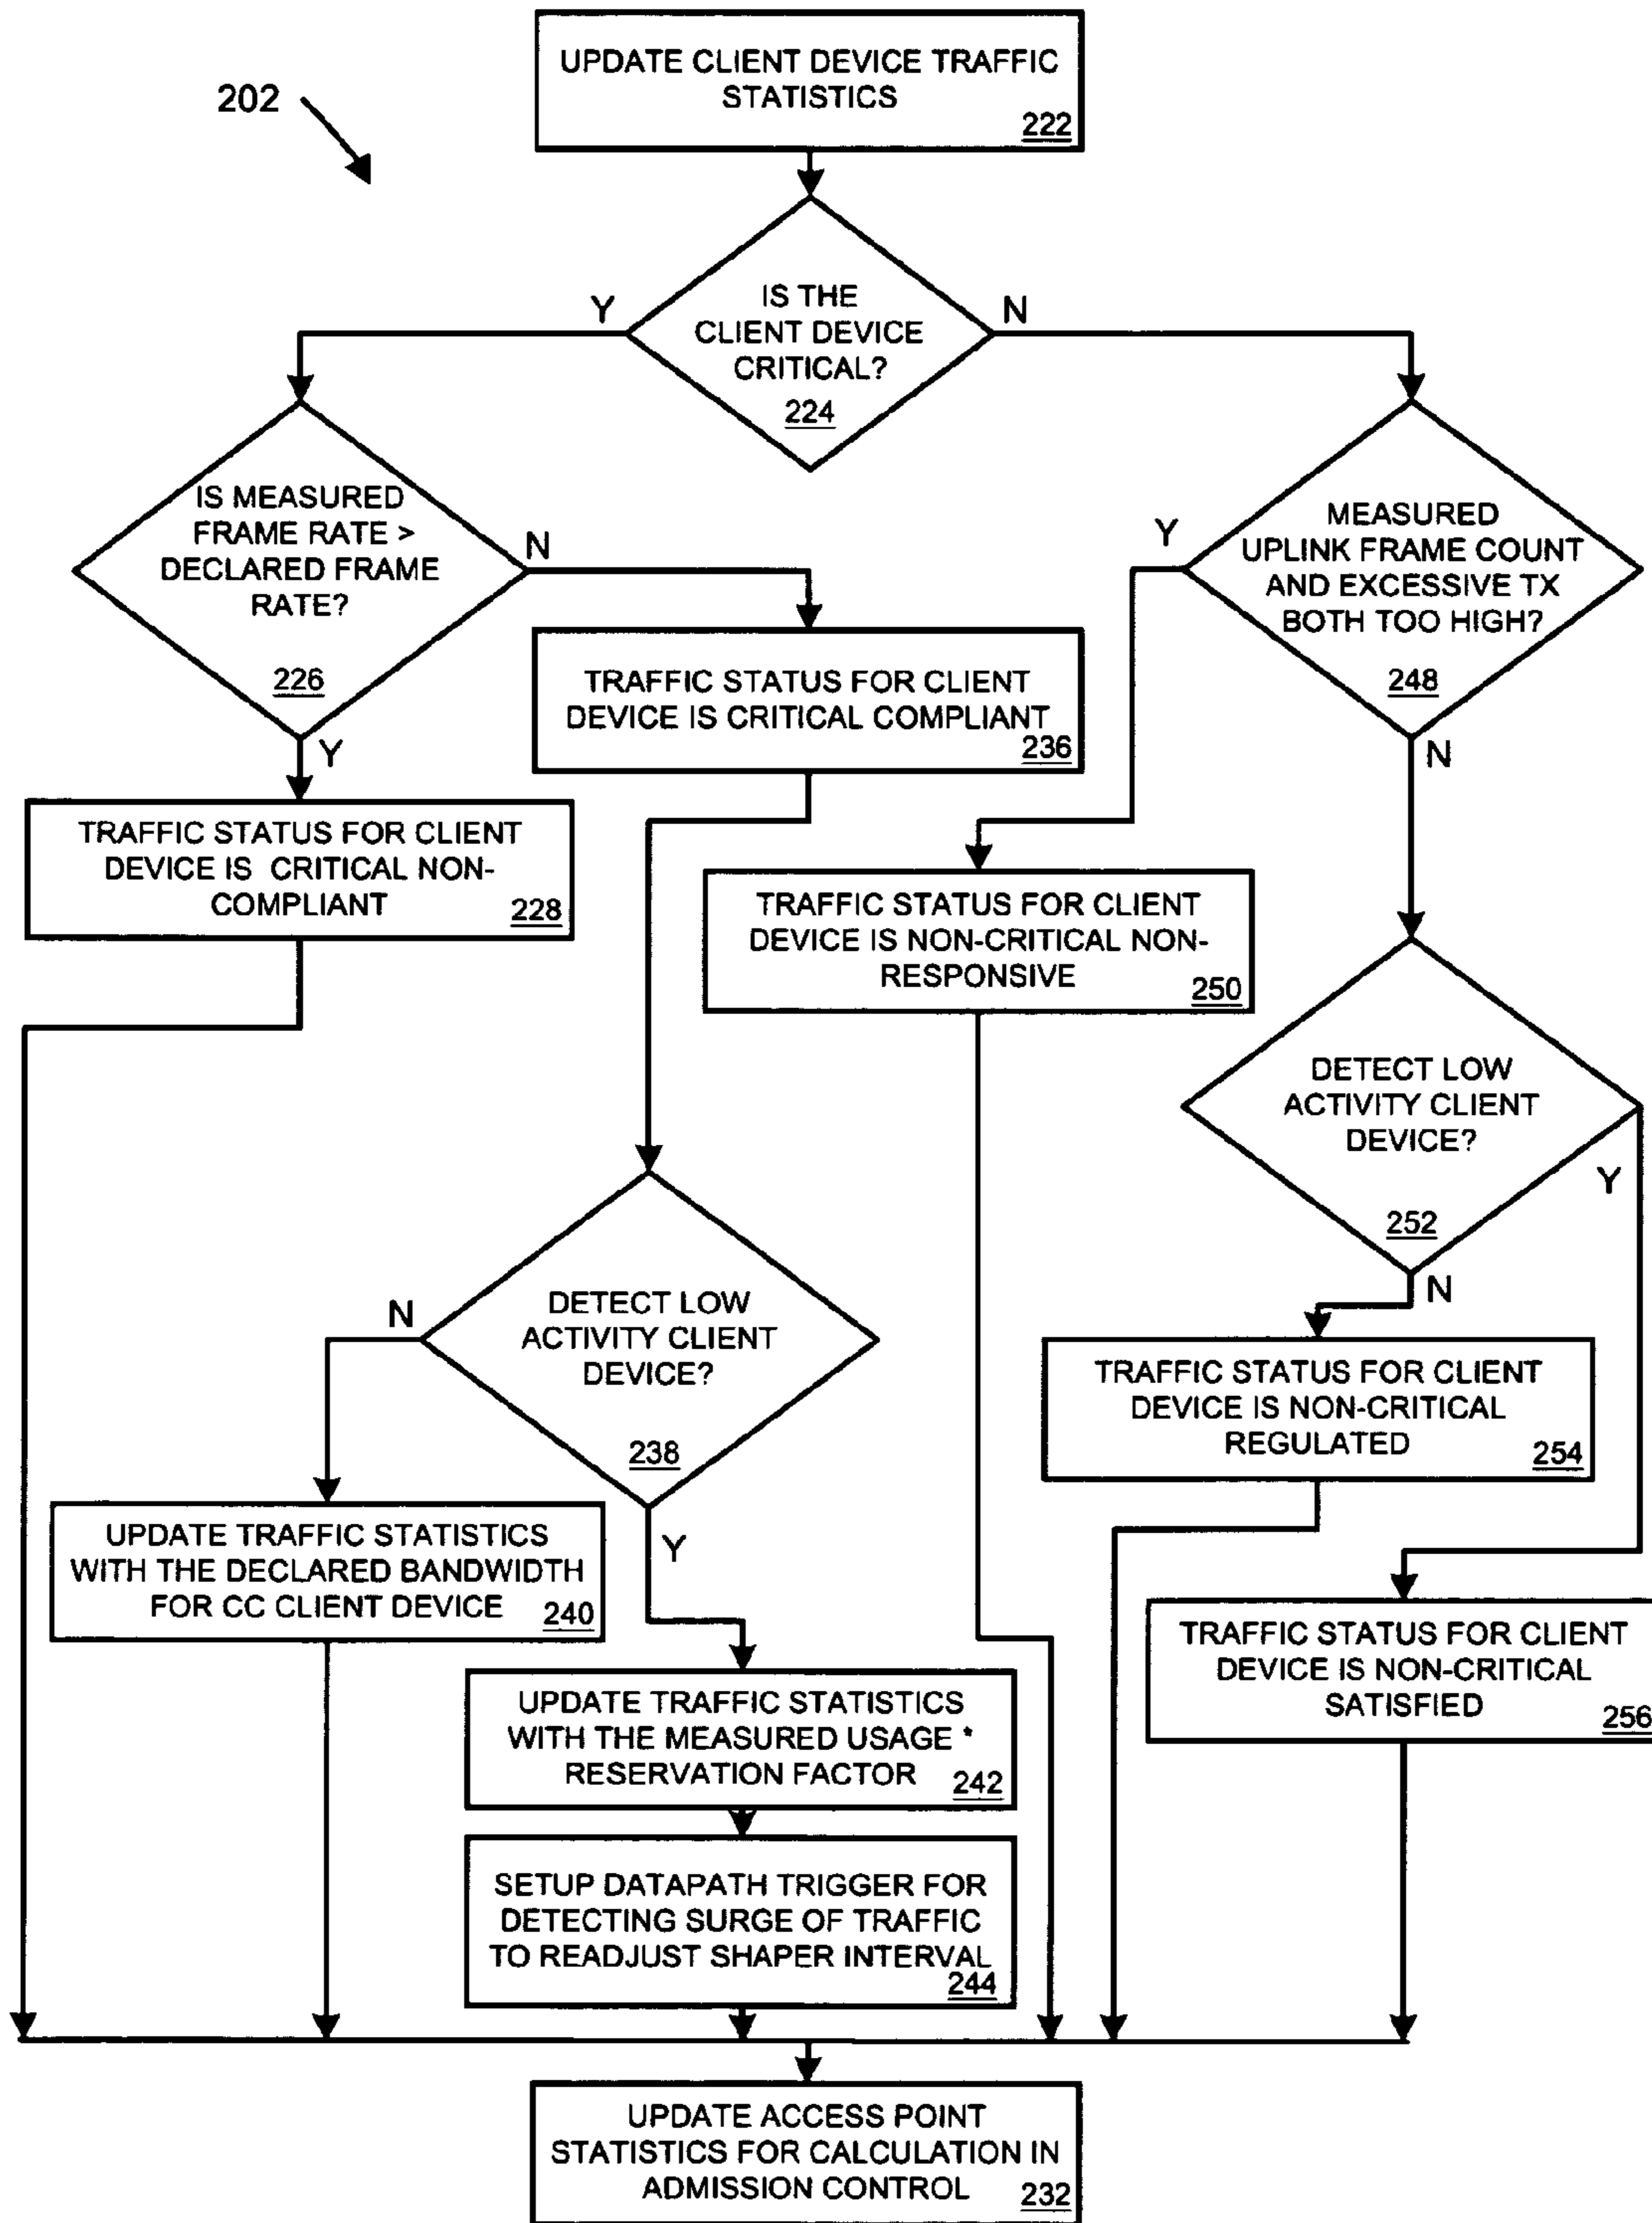 UPDATE CLIENT DEVICE TRAFFIC
STATISTICS
222
202
Y
IS THE
CLIENT DEVICE
CRITICAL?
224
N
IS MEASURED
FRAME RATE >
DECLARED FRAME
RATE?
226
N
Y
MEASURED
UPLINK FRAME COUNT
AND EXCESSIVE TX
BOTH TOO HIGH?
248
Y
N
TRAFFIC STATUS FOR CLIENT
DEVICE IS CRITICAL COMPLIANT
236
TRAFFIC STATUS FOR CLIENT
DEVICE IS CRITICAL NON-
COMPLIANT
228
TRAFFIC STATUS FOR CLIENT
DEVICE IS NON-CRITICAL NON-
RESPONSIVE
250
DETECT LOW
ACTIVITY CLIENT
DEVICE?
252
Y
N
DETECT LOW
ACTIVITY CLIENT
DEVICE?
238
N
Y
TRAFFIC STATUS FOR CLIENT
DEVICE IS NON-CRITICAL
REGULATED
254
UPDATE TRAFFIC STATISTICS
WITH THE DECLARED BANDWIDTH
FOR CC CLIENT DEVICE
240
TRAFFIC STATUS FOR CLIENT
DEVICE IS NON-CRITICAL
SATISFIED
256
UPDATE TRAFFIC STATISTICS
WITH THE MEASURED USAGE *
RESERVATION FACTOR
242
SETUP DATAPATH TRIGGER FOR
DETECTING SURGE OF TRAFFIC
TO READJUST SHAPER INTERVAL
244
UPDATE ACCESS POINT
STATISTICS FOR CALCULATION IN
ADMISSION CONTROL
232